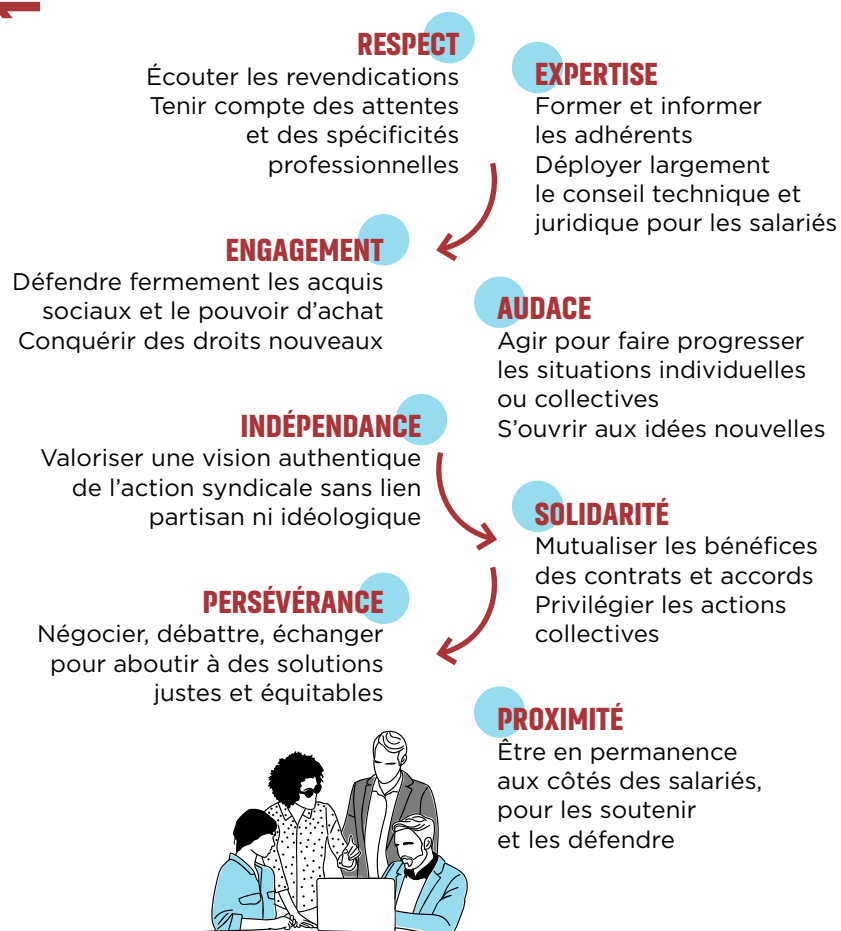 RESPECT
Écouter les revendications
Tenir compte des attentes
et des spécificités
professionnelles
EXPERTISE
Former et informer
les adhérents
Déployer largement
le conseil technique et
juridique pour les salariés
ENGAGEMENT
Défendre fermement les acquis
sociaux et le pouvoir d’achat
Conquérir des droits nouveaux
AUDACE
Agir pour faire progresser
les situations individuelles
ou collectives
S’ouvrir aux idées nouvelles
INDÉPENDANCE
Valoriser une vision authentique
de l’action syndicale sans lien
partisan ni idéologique
SOLIDARITÉ
Mutualiser les bénéfices
des contrats et accords
Privilégier les actions
collectives
PERSÉVÉRANCE
Négocier, débattre, échanger
pour aboutir à des solutions
justes et équitables
PROXIMITÉ
Être en permanence
aux côtés des salariés,
pour les soutenir
et les défendre